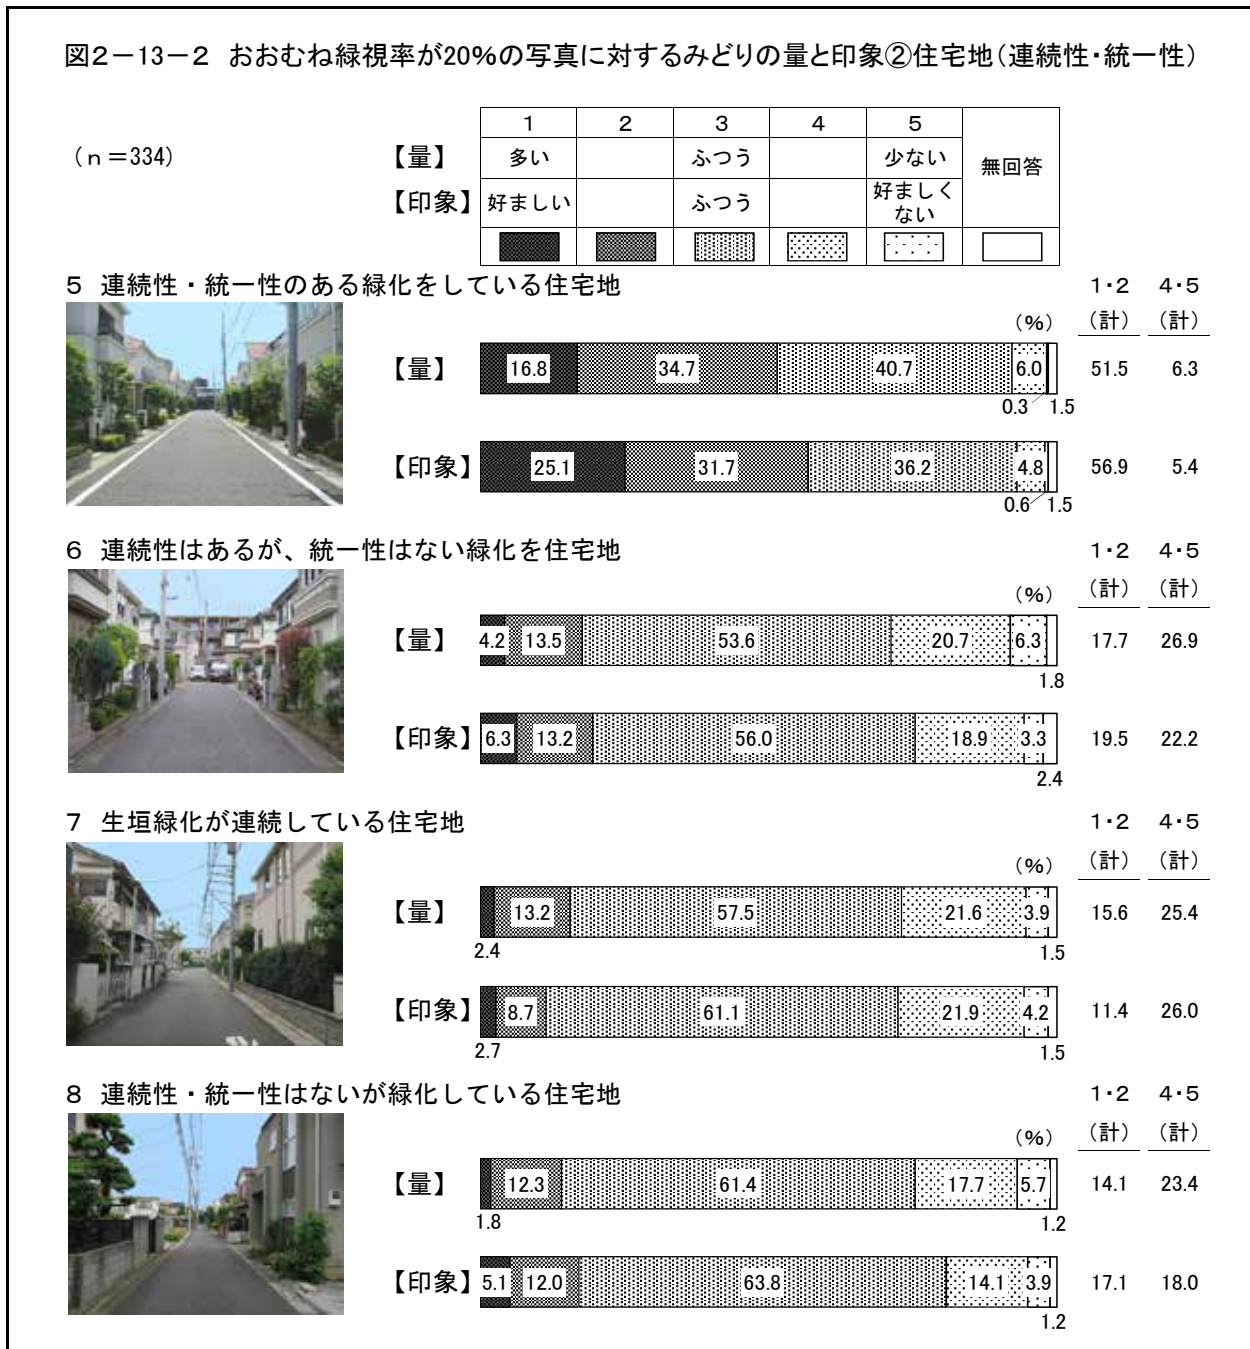 図2－13－2 おおむね緑視率が20%の写真に対するみどりの量と印象②住宅地（連続性・統一性）
（n＝334）
1 2 3 4 5
【量】 多い ふつう 少ない 無回答
【印象】 好ましい ふつう 好ましく
ない
5 連続性・統一性のある緑化をしている住宅地 1・2 4・5
（%） （計） （計）
【量】 16.8 34.7 40.7 6.0 51.5 6.3
0.3 1.5
【印象】 25.1 31.7 36.2 4.8 56.9 5.4
0.6 1.5
6 連続性はあるが、統一性はない緑化を住宅地 1・2 4・5
（%） （計） （計）
【量】 4.2 13.5 53.6 20.7 6.3 17.7 26.9
1.8
【印象】 6.3 13.2 56.0 18.9 3.3 19.5 22.2
2.4
7 生垣緑化が連続している住宅地 1・2 4・5
（%） （計） （計）
【量】 13.2 57.5 21.6 3.9 15.6 25.4
2.4 1.5
【印象】 8.7 61.1 21.9 4.2 11.4 26.0
2.7 1.5
8 連続性・統一性はないが緑化している住宅地 1・2 4・5
（%） （計） （計）
【量】 12.3 61.4 17.7 5.7 14.1 23.4
1.8 1.2
【印象】 5.1 12.0 63.8 14.1 3.9 17.1 18.0
1.2